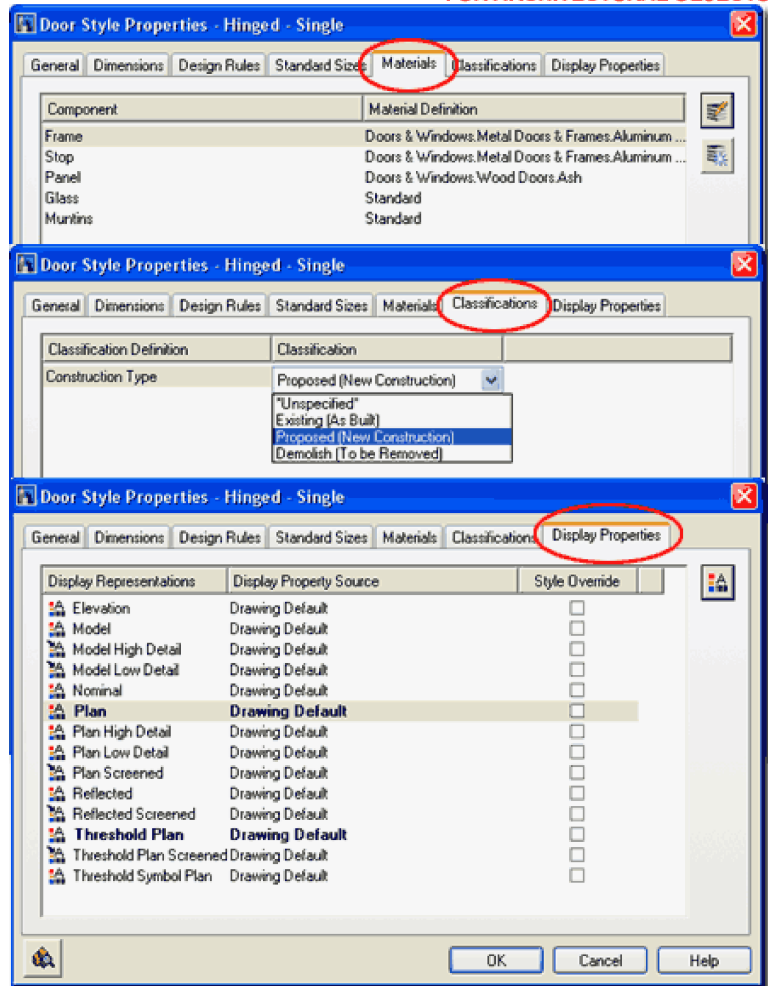 Door Style Properties - Hinged - Single
General Dimensions Design Rules Standard Sizes Materials Classifications Display Properties
Component Material Definition
Frame Doors & Windows.Metal Doors & Frames.Aluminum ...
Stop Doors & Windows.Metal Doors & Frames.Aluminum ...
Panel Doors & Windows.Wood Doors.Ash
Glass Standard
Muntins Standard
Door Style Properties - Hinged - Single
General Dimensions Design Rules Standard Sizes Materials Classifications Display Properties
Classification Definition Classification
Construction Type Proposed (New Construction)
"Unspecified"
Existing (As Built)
Proposed (New Construction)
Demolish (To be Removed)
Door Style Properties - Hinged - Single
General Dimensions Design Rules Standard Sizes Materials Classifications Display Properties
Display Representations Display Property Source Style Override
Elevation Drawing Default
Model Drawing Default
Model High Detail Drawing Default
Model Low Detail Drawing Default
Nominal Drawing Default
Plan Drawing Default
Plan High Detail Drawing Default
Plan Low Detail Drawing Default
Plan Screened Drawing Default
Reflected Drawing Default
Reflected Screened Drawing Default
Threshold Plan Drawing Default
Threshold Plan Screened Drawing Default
Threshold Symbol Plan Drawing Default
OK Cancel Help